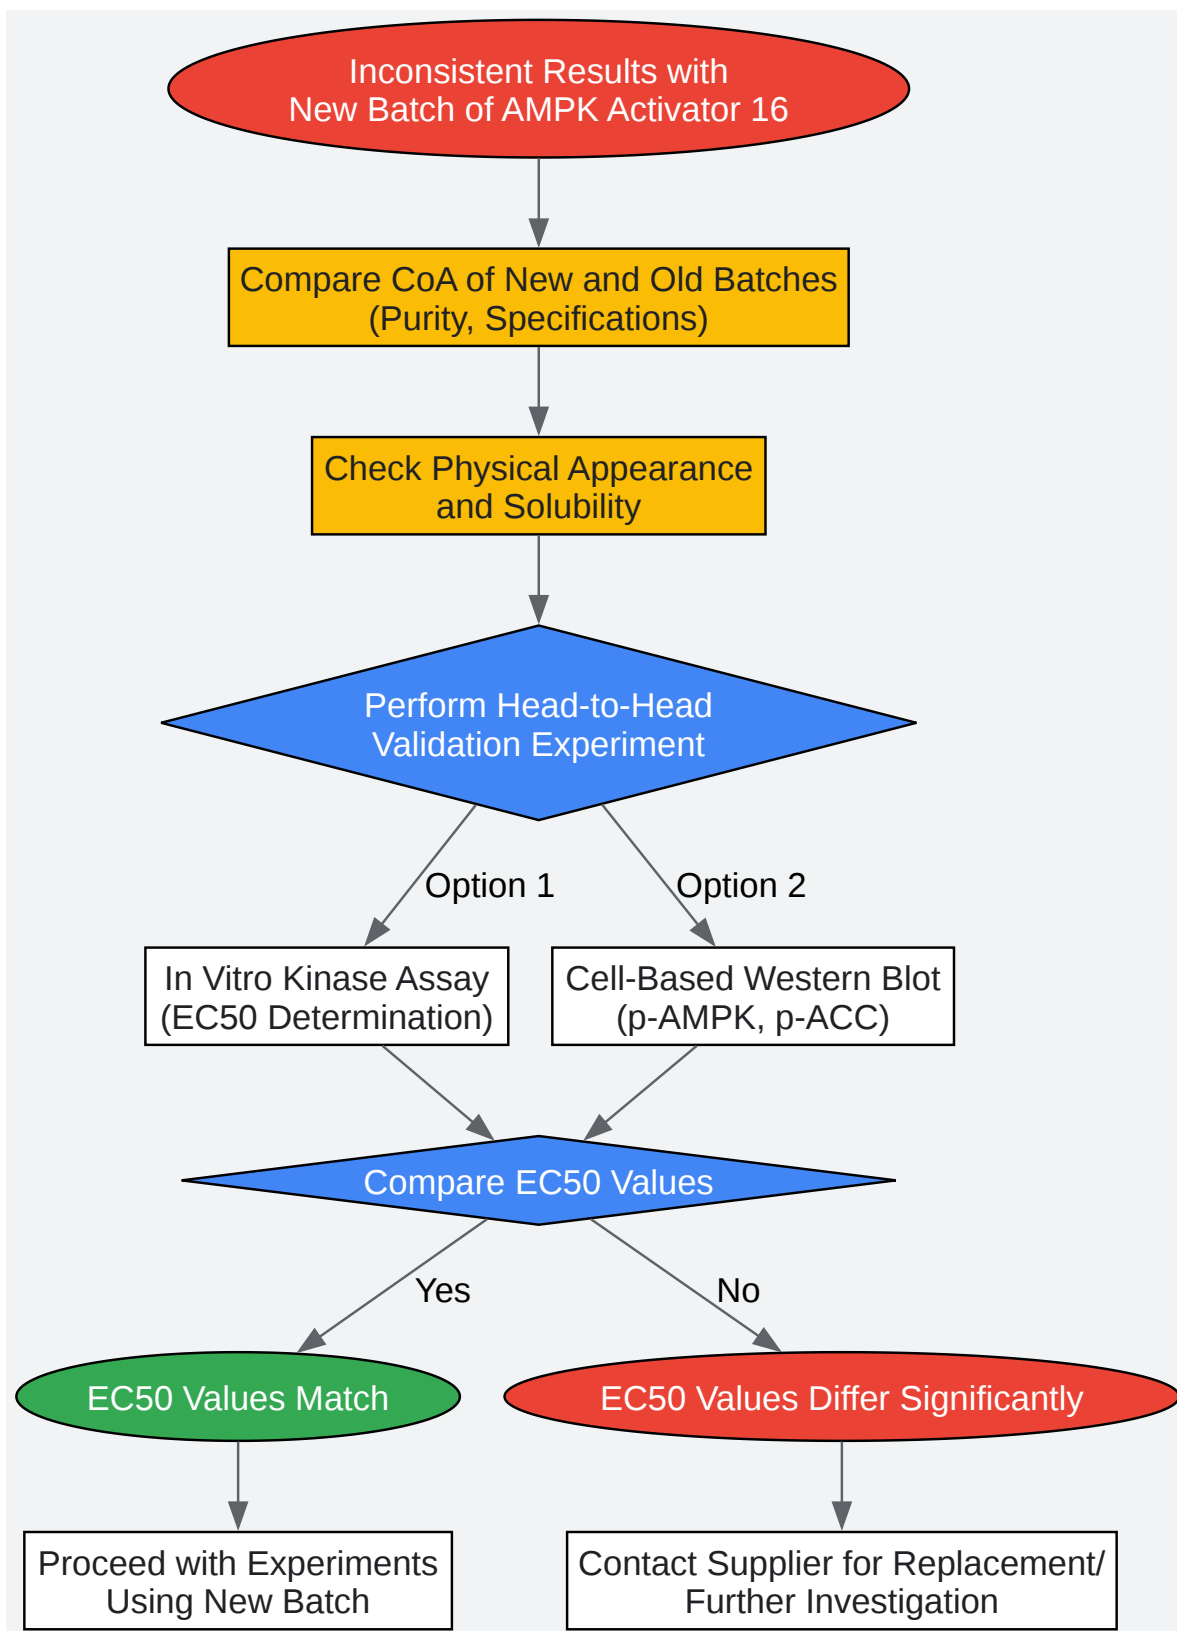 Inconsistent Results with
New Batch of AMPK Activator 16
Compare CoA of New and Old Batches
(Purity, Specifications)
Check Physical Appearance
and Solubility
Perform Head-to-Head
Validation Experiment
Option 1
Option 2
In Vitro Kinase Assay
(EC50 Determination)
Cell-Based Western Blot
(p-AMPK, p-ACC)
Compare EC50 Values
Yes
No
EC50 Values Match
EC50 Values Differ Significantly
Proceed with Experiments
Using New Batch
Contact Supplier for Replacement/
Further Investigation